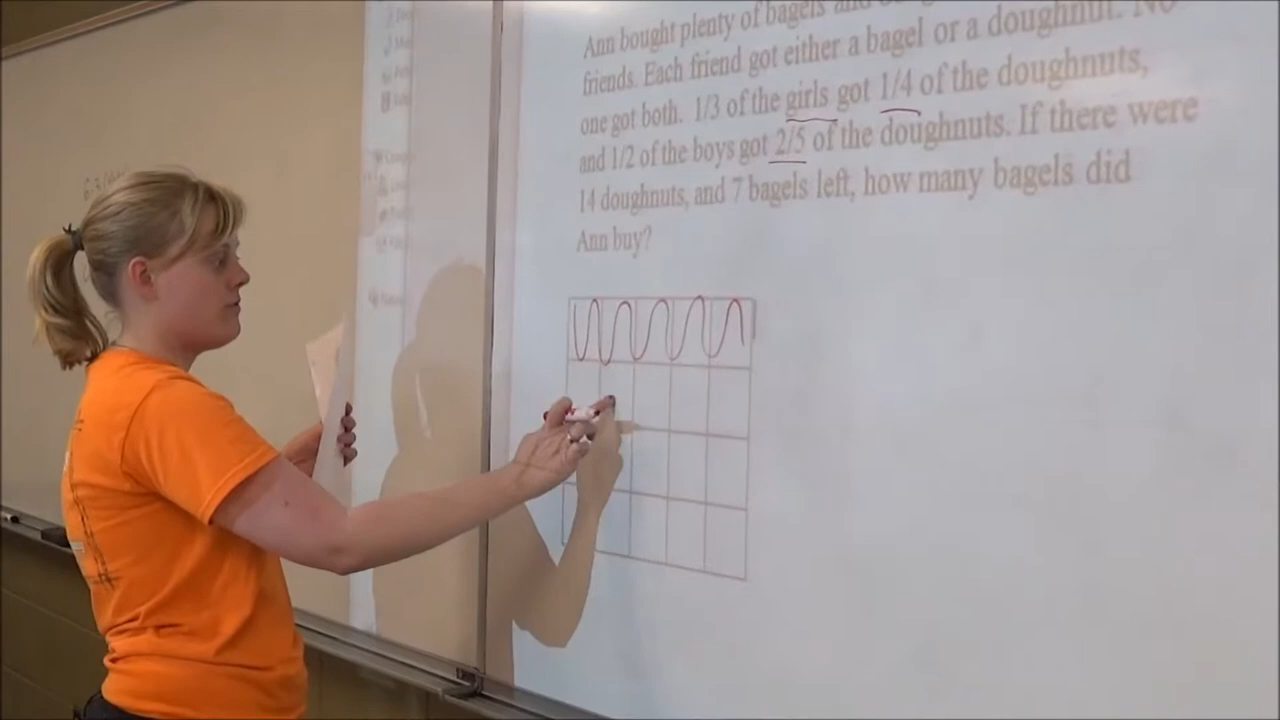 Ann bought plenty of bagels and
friends. Each friend got either a bagel or a doughnut. No
one got both. 1/3 of the girls got 1/4 of the doughnuts,
and 1/2 of the boys got 2/5 of the doughnuts. If there were
14 doughnuts, and 7 bagels left, how many bagels did
Ann buy?